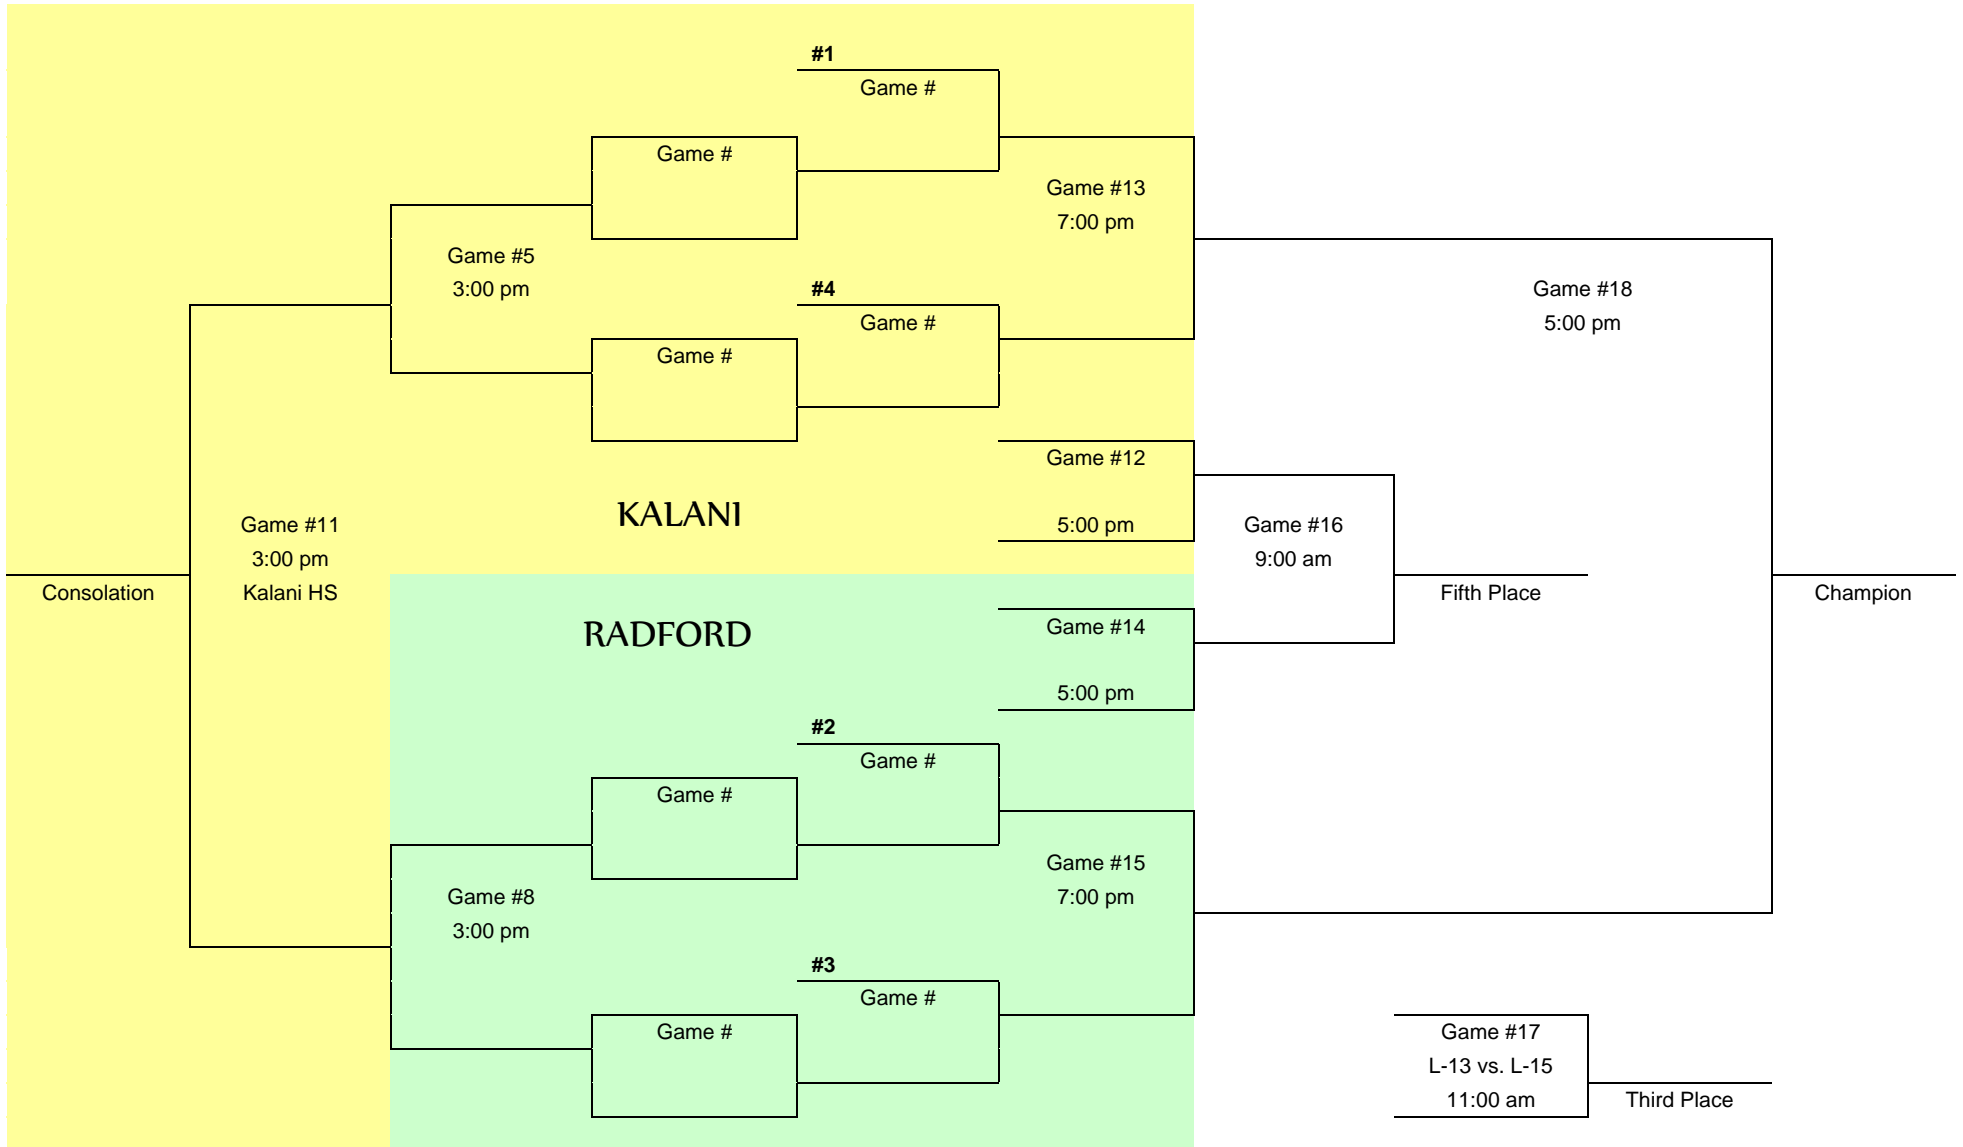 #1
Game #
Game #
Game #13
7:00 pm
Game #5
3:00 pm
#4
Game #
Game #18
5:00 pm
Game #
Game #12
5:00 pm
KALANI
Game #11
3:00 pm
Kalani HS
Game #16
9:00 am
Consolation
Fifth Place
Champion
RADFORD
Game #14
5:00 pm
#2
Game #
Game #
Game #15
7:00 pm
Game #8
3:00 pm
#3
Game #
Game #
Game #17
L-13 vs. L-15
11:00 am
Third Place